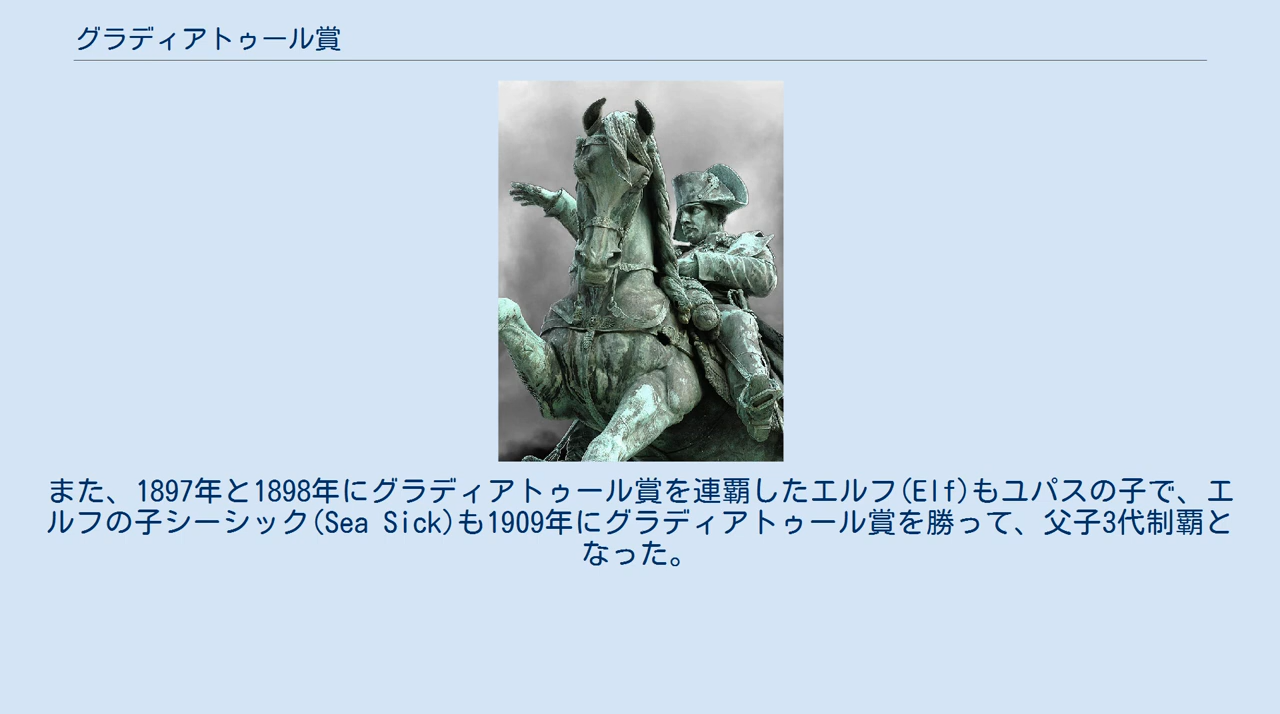 グラディアトゥール賞
また、1897年と1898年にグラディアトゥール賞を連覇したエルフ(Elf)もユパスの子で、エ
ルフの子シーシック(Sea Sick)も1909年にグラディアトゥール賞を勝って、父子3代制覇と
なった。